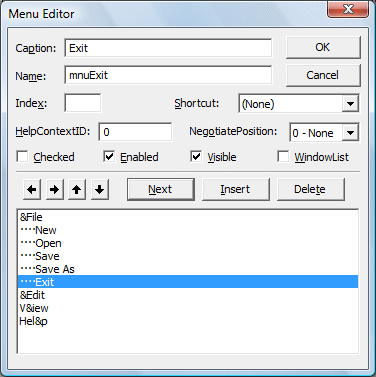 Menu Editor
Caption: Exit OK
Name: mnuExit Cancel
Index: Shortcut: (None)
HelpContextID: 0 NegotiatePosition: 0 - None
Checked Enabled Visible WindowList
Next Insert Delete
&File
····New
····Open
····Save
····Save As
····Exit
&Edit
V&iew
Hel&p